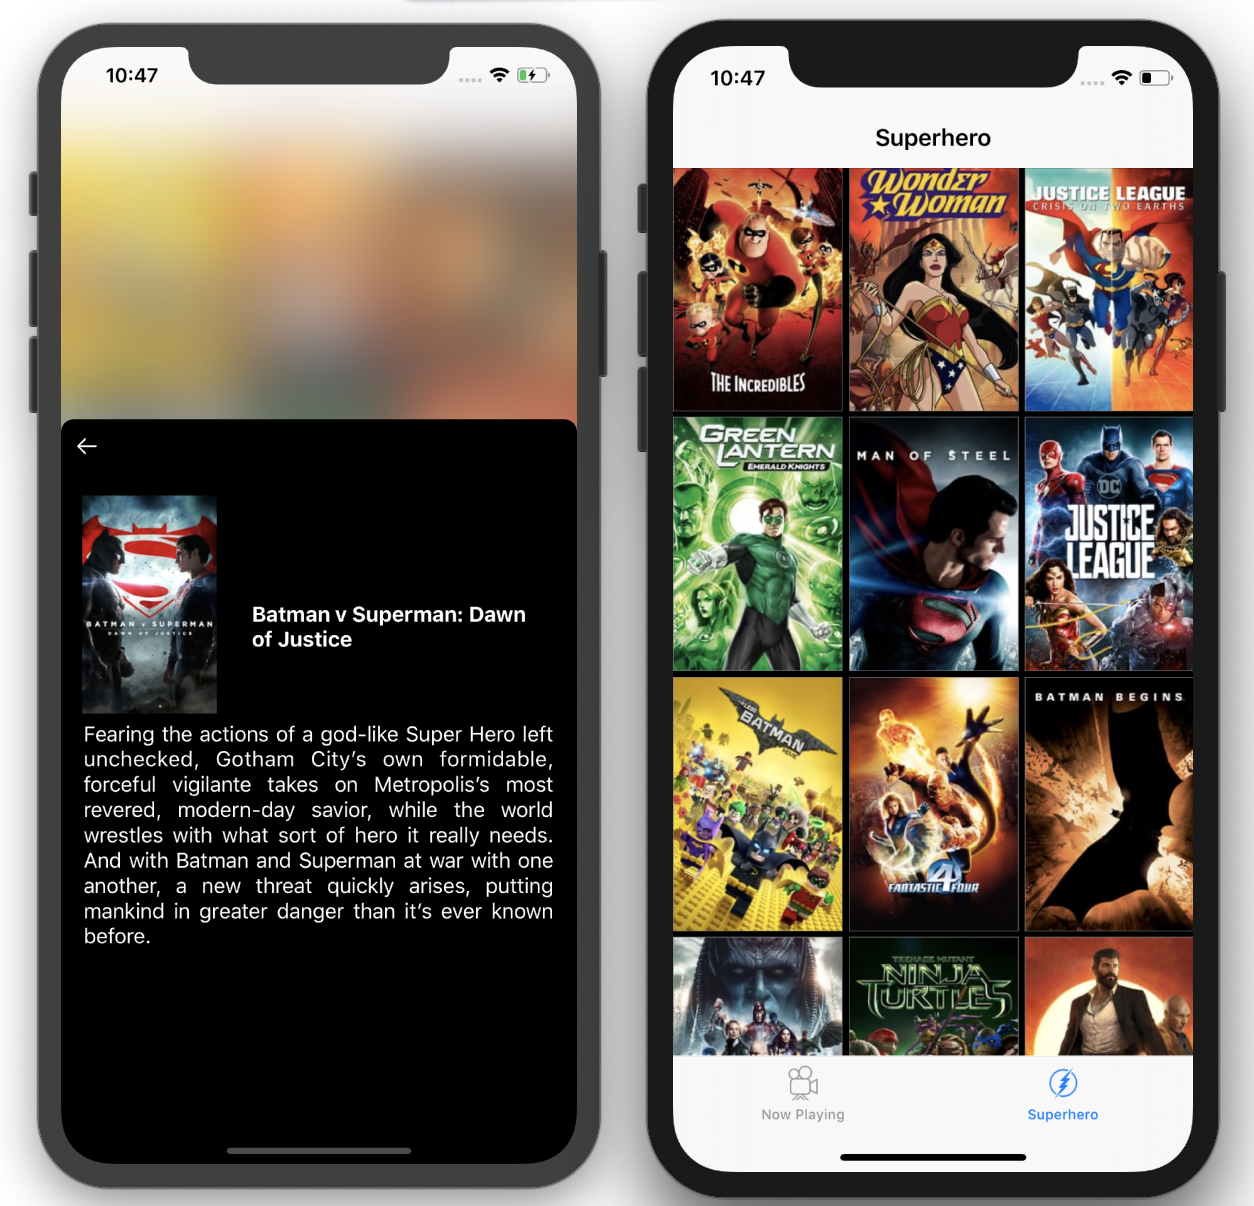 10:47
Batman v Superman: Dawn
of Justice
BATMAN v SUPERMAN
DAWN OF JUSTICE
Fearing the actions of a god-like Super Hero left
unchecked, Gotham City's own formidable,
forceful vigilante takes on Metropolis's most
revered, modern-day savior, while the world
wrestles with what sort of hero it really needs.
And with Batman and Superman at war with one
another, a new threat quickly arises, putting
mankind in greater danger than it's ever known
before.
10:47
Superhero
THE INCREDIBLES
Wonder
Woman
JUSTICE LEAGUE
CRISIS ON TWO EARTHS
GREEN
LANTERN
EMERALD KNIGHTS
MAN OF STEEL
DC
JUSTICE
LEAGUE
THE LEGO
BATMAN
MOVIE
4
FANTASTIC FOUR
BATMAN BEGINS
TEENAGE MUTANT
NINJA
TURTLES
Now Playing
Superhero